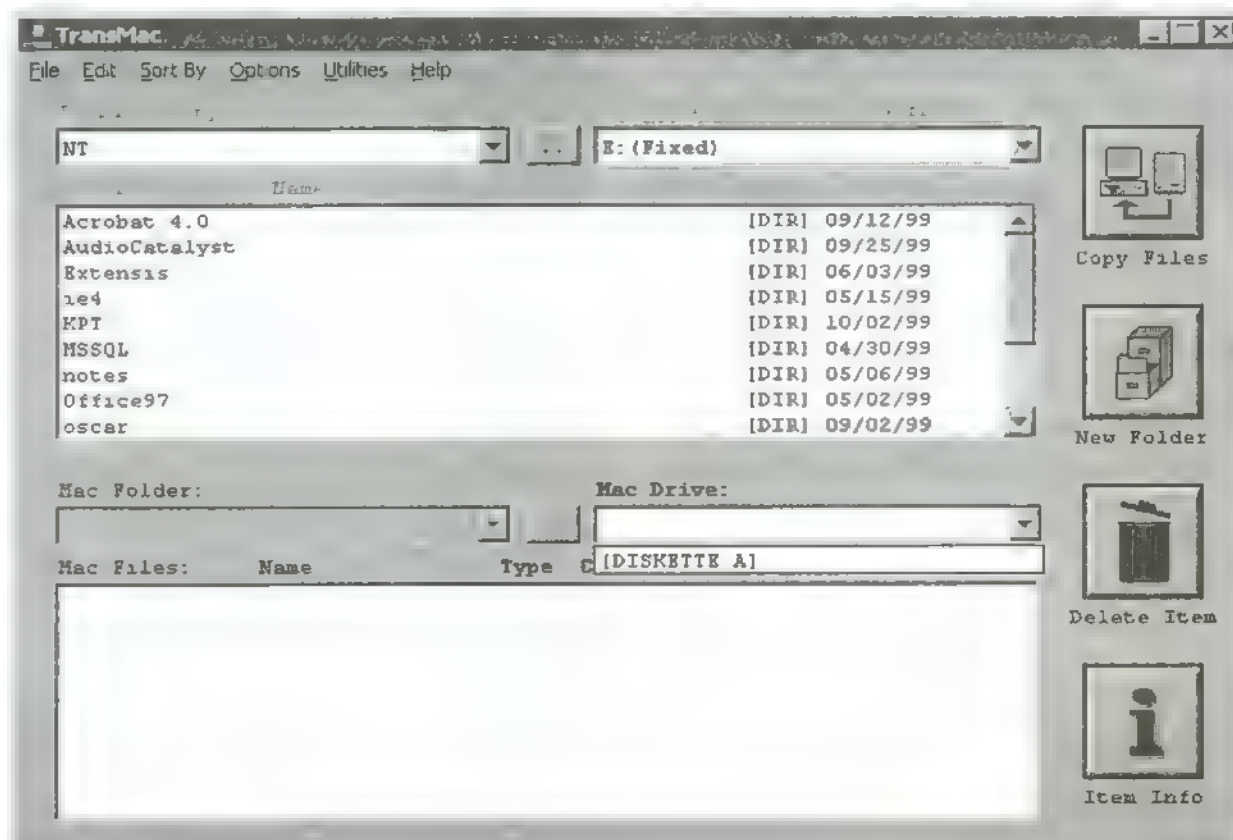 TransMac
File Edit Sort By Options Utilities Help
NT .. E: (Fixed)
Name
Acrobat 4.0 [DIR] 09/12/99
AudioCatalyst [DIR] 09/25/99
Extensis [DIR] 06/03/99
ie4 [DIR] 05/15/99
KPT [DIR] 10/02/99
MSSQL [DIR] 04/30/99
notes [DIR] 05/06/99
Office97 [DIR] 05/02/99
oscar [DIR] 09/02/99
Mac Folder: Mac Drive:
[DISKETTE A]
Mac Files: Name Type
Copy Files
New Folder
Delete Item
Item Info